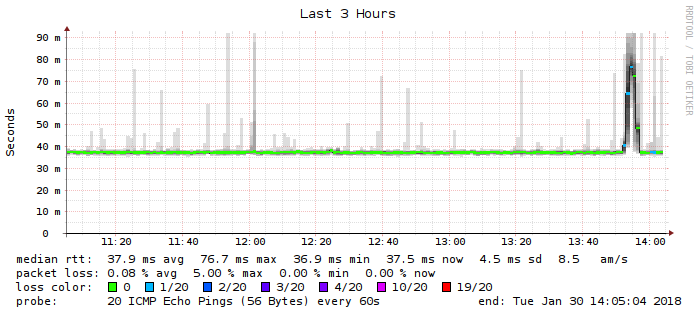 Last 3 Hours
RRDTOOL / TOBI OETIKER
Seconds
90 m
80 m
70 m
60 m
50 m
40 m
30 m
20 m
10 m
0
11:20 11:40 12:00 12:20 12:40 13:00 13:20 13:40 14:00
median rtt: 37.9 ms avg 76.7 ms max 36.9 ms min 37.5 ms now 4.5 ms sd 8.5 am/s
packet loss: 0.08 % avg 5.00 % max 0.00 % min 0.00 % now
loss color: 0 1/20 2/20 3/20 4/20 10/20 19/20
probe: 20 ICMP Echo Pings (56 Bytes) every 60s end: Tue Jan 30 14:05:04 2018